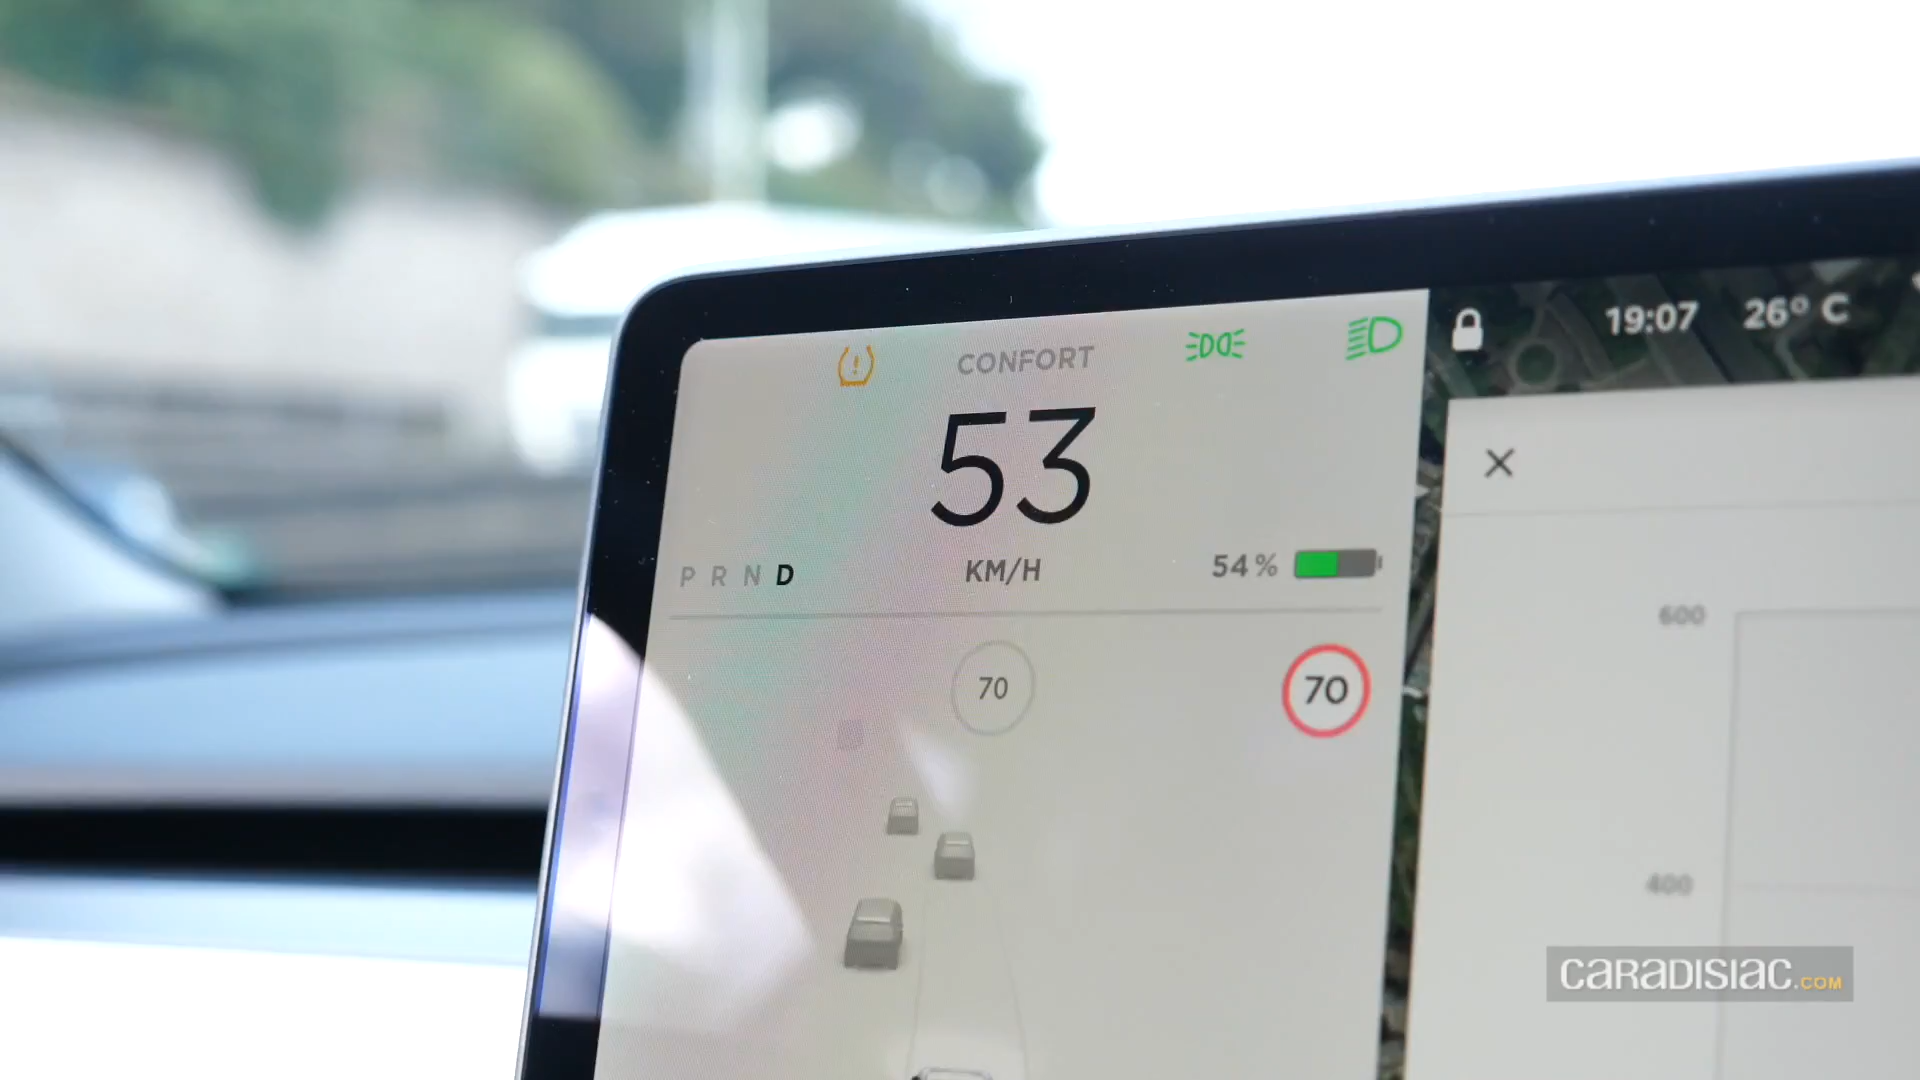 CONFORT
53
KM/H
P R N D
54 %
70
70
19:07
26° C
600
400
CARADISIAC.COM